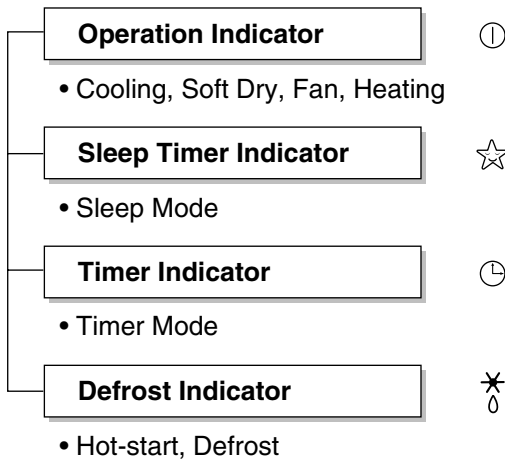 Operation Indicator
• Cooling, Soft Dry, Fan, Heating
Sleep Timer Indicator
• Sleep Mode
Timer Indicator
• Timer Mode
Defrost Indicator
• Hot-start, Defrost